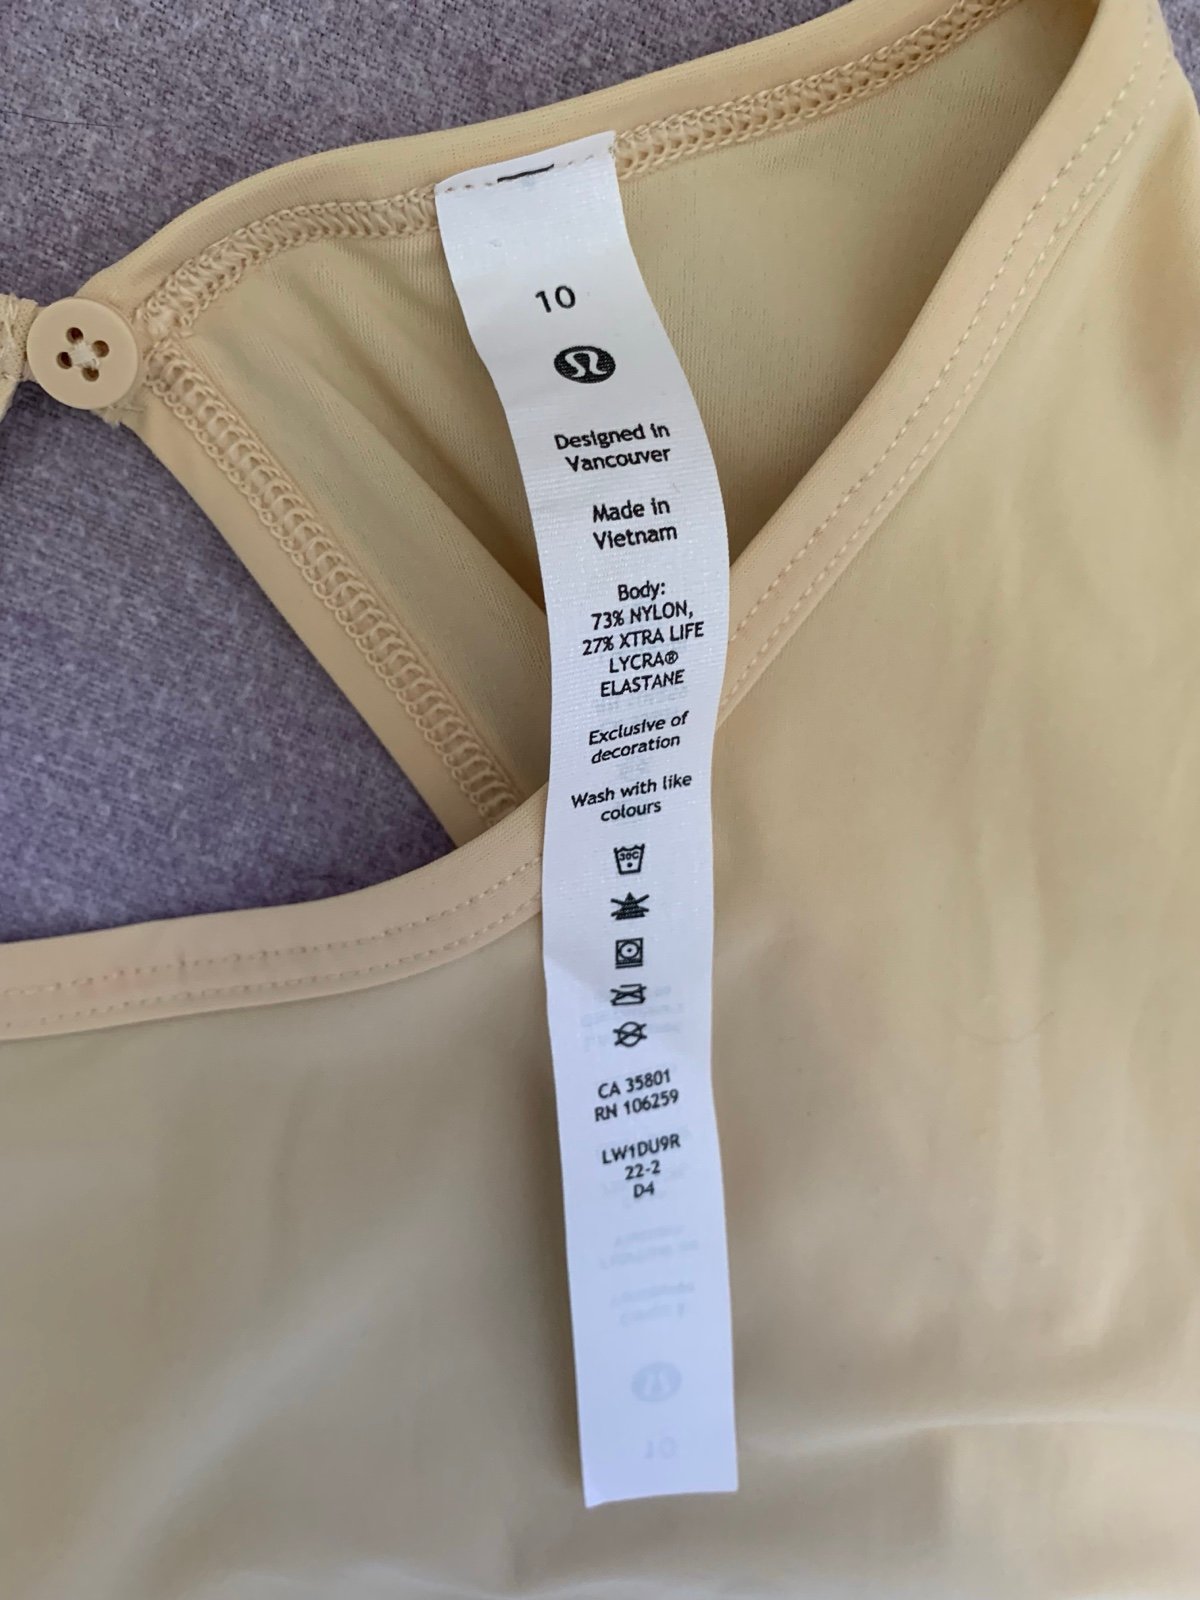 10
Designed in
Vancouver
Made in
Vietnam
Body:
73% NYLON,
27% XTRA LIFE
LYCRA®
ELASTANE
Exclusive of
decoration
Wash with like
colours
30C
CA 35801
RN 106259
LW1DU9R
22-2
D4